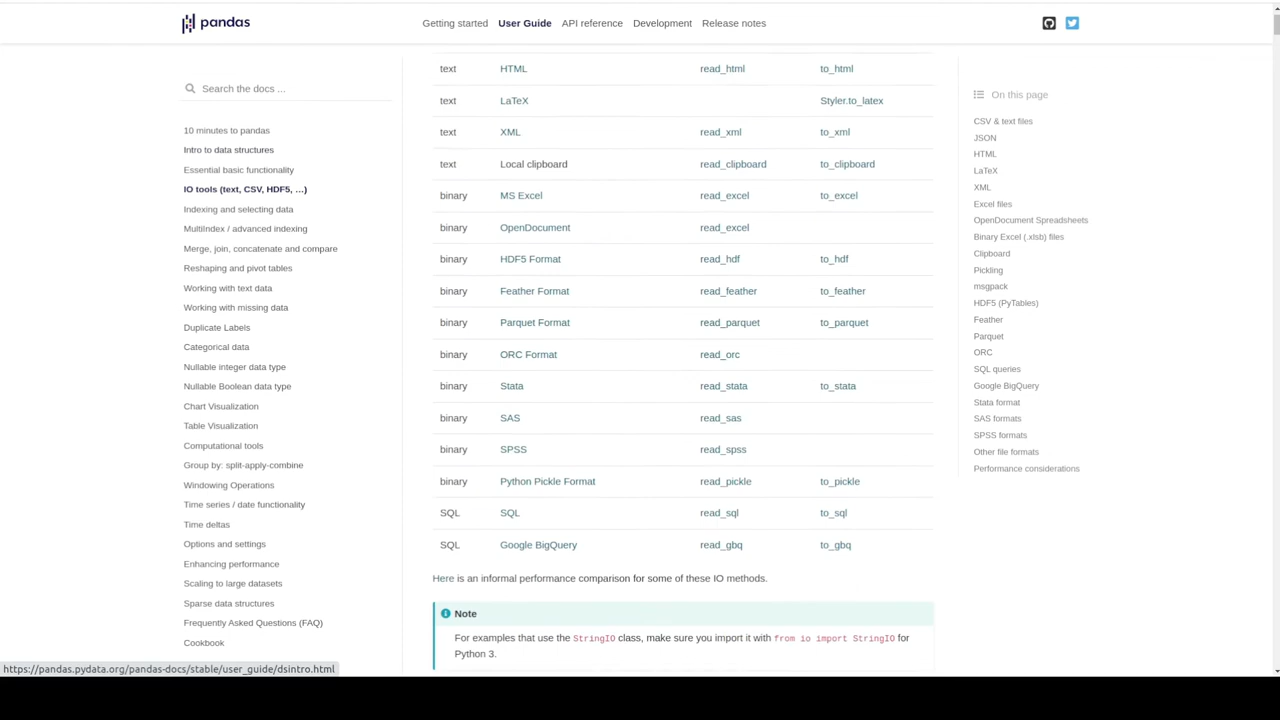 pandas
Getting started User Guide API reference Development Release notes
Search the docs ...
10 minutes to pandas
Intro to data structures
Essential basic functionality
IO tools (text, CSV, HDF5, …)
Indexing and selecting data
MultiIndex / advanced indexing
Merge, join, concatenate and compare
Reshaping and pivot tables
Working with text data
Working with missing data
Duplicate Labels
Categorical data
Nullable integer data type
Nullable Boolean data type
Chart Visualization
Table Visualization
Computational tools
Group by: split-apply-combine
Windowing Operations
Time series / date functionality
Time deltas
Options and settings
Enhancing performance
Scaling to large datasets
Sparse data structures
Frequently Asked Questions (FAQ)
Cookbook
text HTML read_html to_html
text LaTeX Styler.to_latex
text XML read_xml to_xml
text Local clipboard read_clipboard to_clipboard
binary MS Excel read_excel to_excel
binary OpenDocument read_excel
binary HDF5 Format read_hdf to_hdf
binary Feather Format read_feather to_feather
binary Parquet Format read_parquet to_parquet
binary ORC Format read_orc
binary Stata read_stata to_stata
binary SAS read_sas
binary SPSS read_spss
binary Python Pickle Format read_pickle to_pickle
SQL SQL read_sql to_sql
SQL Google BigQuery read_gbq to_gbq
Here is an informal performance comparison for some of these IO methods.
Note
For examples that use the StringIO class, make sure you import it with from io import StringIO for
Python 3.
On this page
CSV & text files
JSON
HTML
LaTeX
XML
Excel files
OpenDocument Spreadsheets
Binary Excel (.xlsb) files
Clipboard
Pickling
msgpack
HDF5 (PyTables)
Feather
Parquet
ORC
SQL queries
Google BigQuery
Stata format
SAS formats
SPSS formats
Other file formats
Performance considerations
https://pandas.pydata.org/pandas-docs/stable/user_guide/dsintro.html